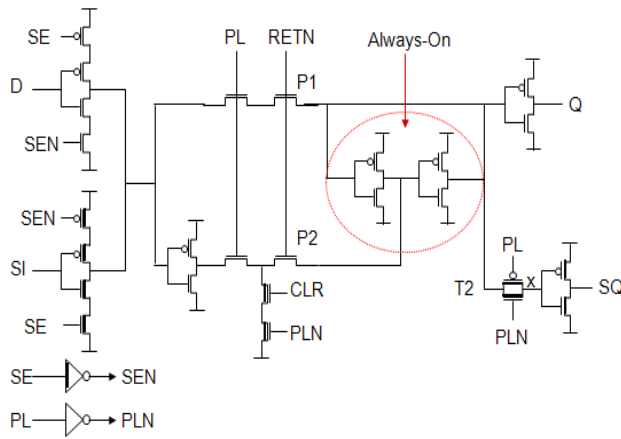 SE
D
SEN
SEN
SI
SE
SE SEN
PL PLN
PL RETN
P1
Always-On
P2
CLR
PLN
Q
PL
T2 x SQ
PLN